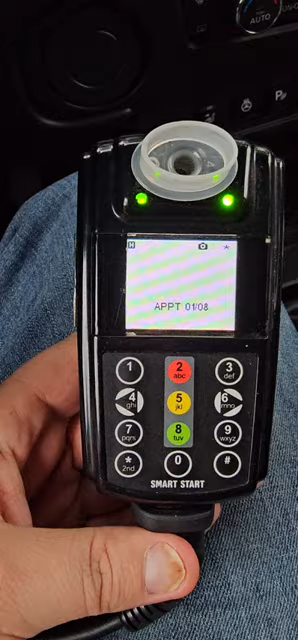 AUTO
H
*
APPT 01/08
1
2
abc
3
def
4
ghi
5
jkl
6
mno
7
pqrs
8
tuv
9
wxyz
*
2nd
0
#
SMART START